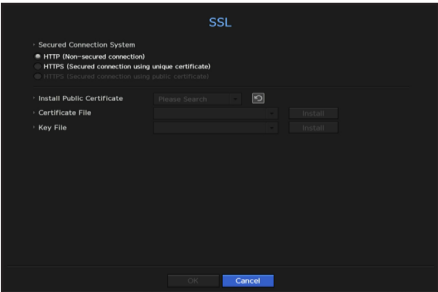 SSL
Secured Connection System
HTTP (Non-secured connection)
HTTPS (Secured connection using unique certificate)
HTTPS (Secured connection using public certificate)
Install Public Certificate Please Search
Certificate File Install
Key File Install
OK Cancel